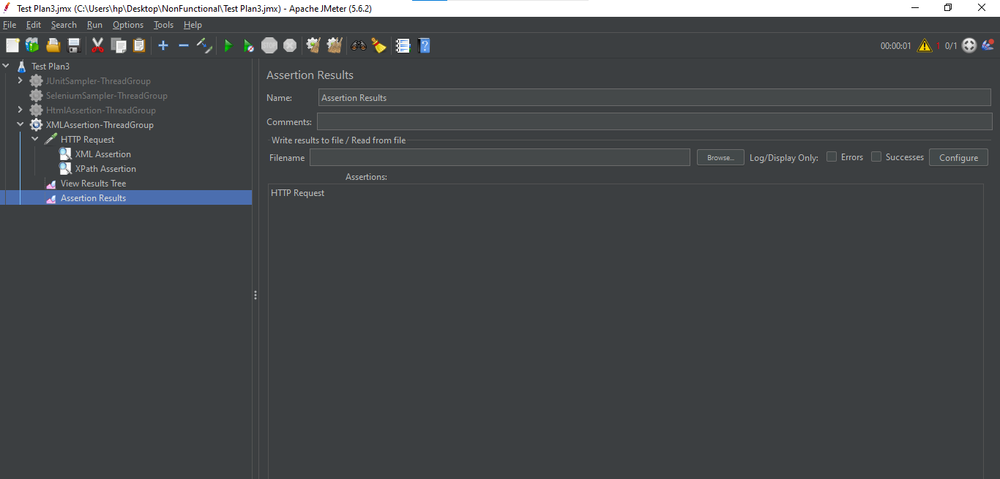 Test Plan3.jmx (C:\Users\hp\Desktop\NonFunctional\Test Plan3.jmx) - Apache JMeter (5.6.2)
File Edit Search Run Options Tools Help
STOP 00:00:01 1 0/1
Test Plan3
JUnitSampler-ThreadGroup
SeleniumSampler-ThreadGroup
HtmlAssertion-ThreadGroup
XMLAssertion-ThreadGroup
HTTP Request
XML Assertion
XPath Assertion
View Results Tree
Assertion Results
Assertion Results
Name: Assertion Results
Comments:
Write results to file / Read from file
Filename Browse... Log/Display Only: Errors Successes Configure
Assertions:
HTTP Request